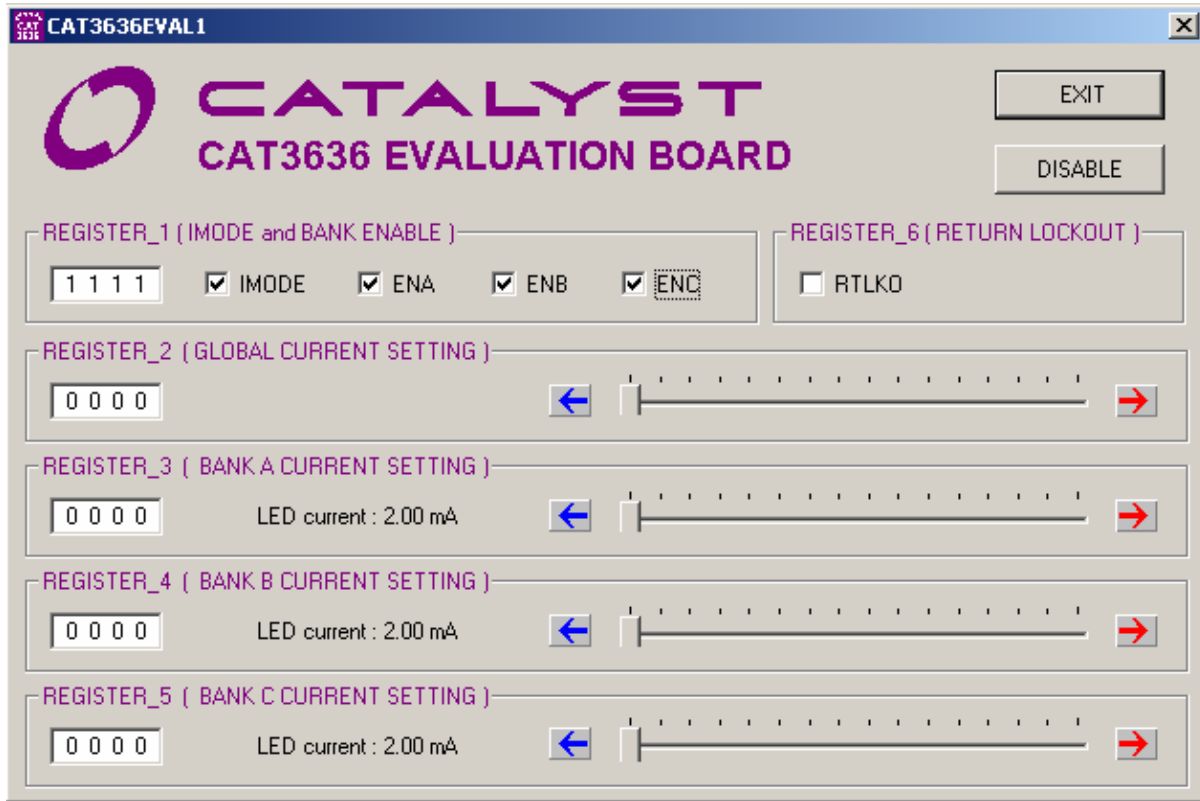 CAT3636EVAL1
CAT 3636
CATALYST
CAT3636 EVALUATION BOARD
EXIT
DISABLE
REGISTER_1 ( IMODE and BANK ENABLE )
1 1 1 1 IMODE ENA ENB ENC
REGISTER_6 ( RETURN LOCKOUT )
RTLKO
REGISTER_2 ( GLOBAL CURRENT SETTING )
0 0 0 0
REGISTER_3 ( BANK A CURRENT SETTING )
0 0 0 0 LED current : 2.00 mA
REGISTER_4 ( BANK B CURRENT SETTING )
0 0 0 0 LED current : 2.00 mA
REGISTER_5 ( BANK C CURRENT SETTING )
0 0 0 0 LED current : 2.00 mA